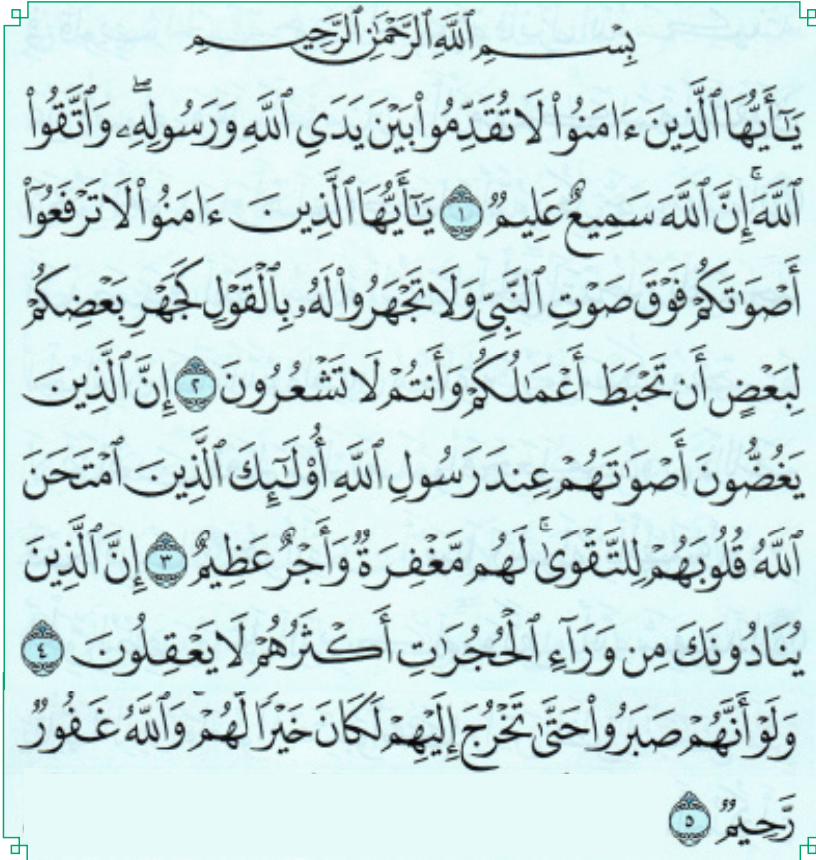 بِسْمِ ٱللَّهِ ٱلرَّحْمَٰنِ ٱلرَّحِيمِ
يَٰٓأَيُّهَا ٱلَّذِينَ ءَامَنُوا۟ لَا تُقَدِّمُوا۟ بَيْنَ يَدَىِ ٱللَّهِ وَرَسُولِهِۦ ۖ وَٱتَّقُوا۟
ٱللَّهَ ۚ إِنَّ ٱللَّهَ سَمِيعٌ عَلِيمٌ ١ يَٰٓأَيُّهَا ٱلَّذِينَ ءَامَنُوا۟ لَا تَرْفَعُوٓا۟
أَصْوَٰتَكُمْ فَوْقَ صَوْتِ ٱلنَّبِىِّ وَلَا تَجْهَرُوا۟ لَهُۥ بِٱلْقَوْلِ كَجَهْرِ بَعْضِكُمْ
لِبَعْضٍ أَن تَحْبَطَ أَعْمَٰلُكُمْ وَأَنتُمْ لَا تَشْعُرُونَ ٢ إِنَّ ٱلَّذِينَ
يَغُضُّونَ أَصْوَٰتَهُمْ عِندَ رَسُولِ ٱللَّهِ أُو۟لَٰٓئِكَ ٱلَّذِينَ ٱمْتَحَنَ
ٱللَّهُ قُلُوبَهُمْ لِلتَّقْوَىٰ ۚ لَهُم مَّغْفِرَةٌ وَأَجْرٌ عَظِيمٌ ٣ إِنَّ ٱلَّذِينَ
يُنَادُونَكَ مِن وَرَآءِ ٱلْحُجُرَٰتِ أَكْثَرُهُمْ لَا يَعْقِلُونَ ٤
وَلَوْ أَنَّهُمْ صَبَرُوا۟ حَتَّىٰ تَخْرُجَ إِلَيْهِمْ لَكَانَ خَيْرًا لَّهُمْ وَٱللَّهُ غَفُورٌ
رَّحِيمٌ ٥